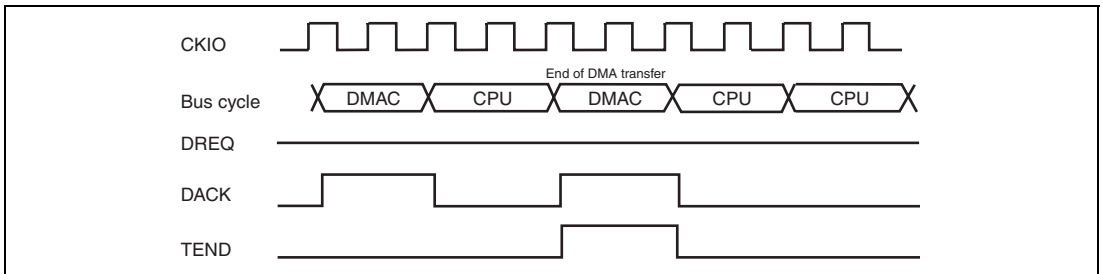 CKIO
End of DMA transfer
Bus cycle DMAC CPU DMAC CPU CPU
DREQ
DACK
TEND